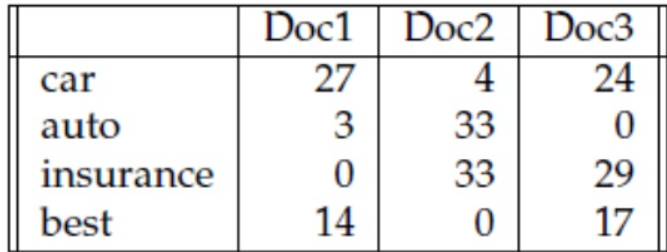 Doc1 Doc2 Doc3
car 27 4 24
auto 3 33 0
insurance 0 33 29
best 14 0 17